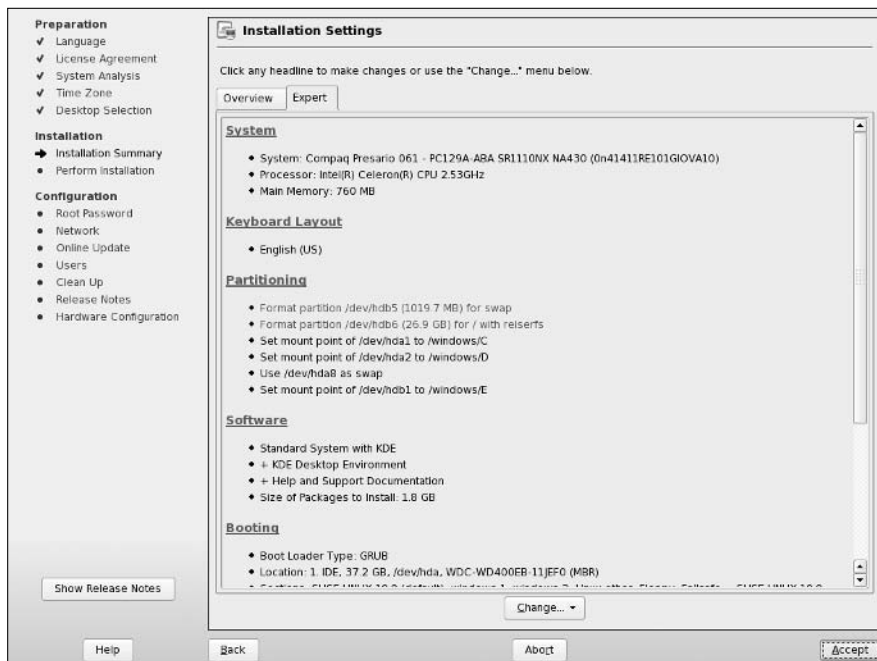 Preparation
Language
License Agreement
System Analysis
Time Zone
Desktop Selection
Installation
Installation Summary
Perform Installation
Configuration
Root Password
Network
Online Update
Users
Clean Up
Release Notes
Hardware Configuration
Show Release Notes
Help
Installation Settings
Click any headline to make changes or use the "Change..." menu below.
Overview
Expert
System
System: Compaq Presario 061 - PC129A-ABA SR1110NX NA430 (0n41411RE101GIOVA10)
Processor: Intel(R) Celeron(R) CPU 2.53GHz
Main Memory: 760 MB
Keyboard Layout
English (US)
Partitioning
Format partition /dev/hdb5 (1019.7 MB) for swap
Format partition /dev/hdb6 (26.9 GB) for / with reiserfs
Set mount point of /dev/hda1 to /windows/C
Set mount point of /dev/hda2 to /windows/D
Use /dev/hda8 as swap
Set mount point of /dev/hdb1 to /windows/E
Software
Standard System with KDE
+ KDE Desktop Environment
+ Help and Support Documentation
Size of Packages to Install: 1.8 GB
Booting
Boot Loader Type: GRUB
Location: 1. IDE, 37.2 GB, /dev/hda, WDC-WD400EB-11JEF0 (MBR)
Change...
Back
Abort
Accept